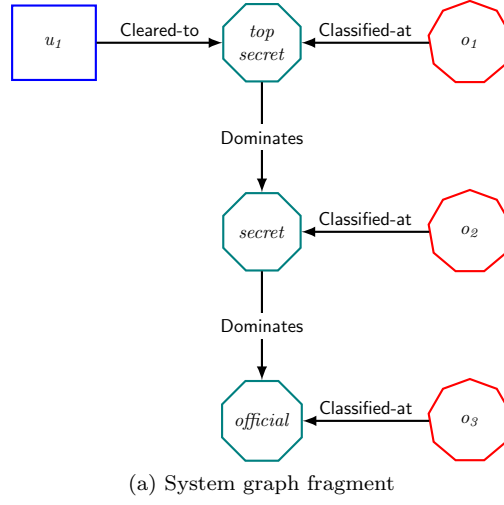 u1 Cleared-to top secret Classified-at o1
Dominates
secret Classified-at o2
Dominates
official Classified-at o3
(a) System graph fragment